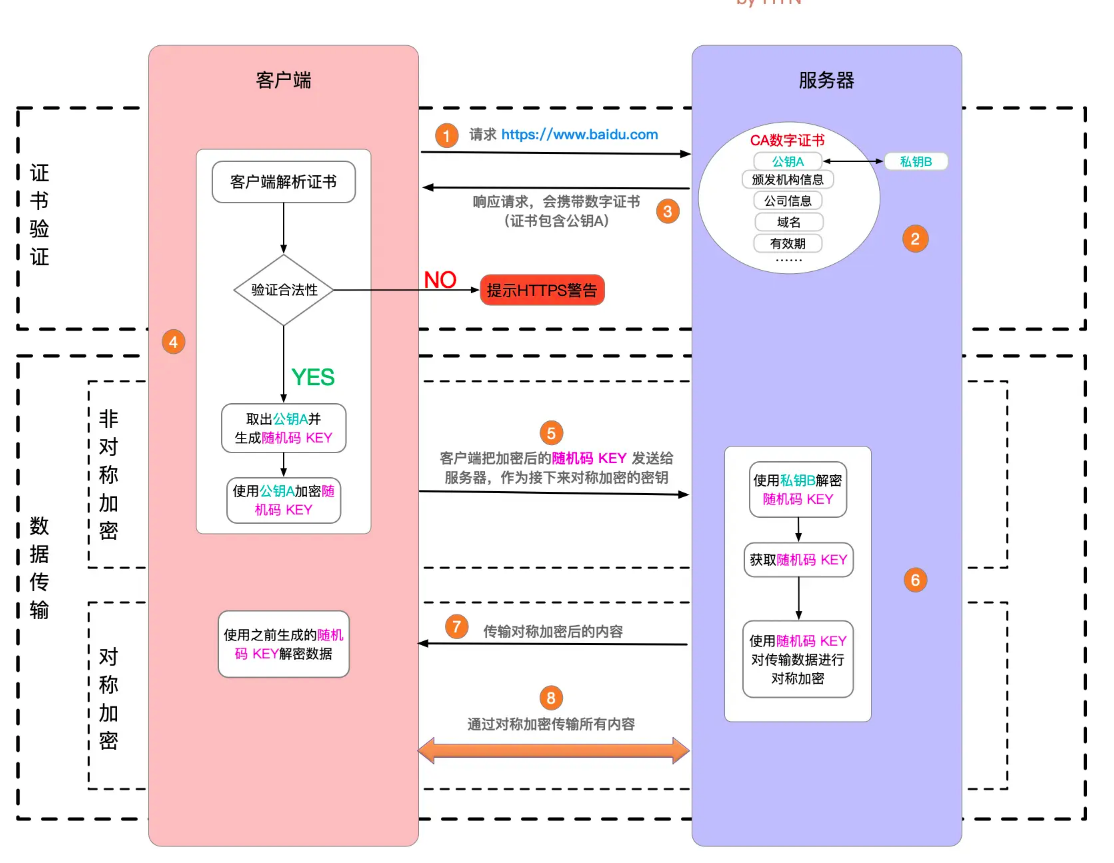 客户端
服务器
证书验证
1 请求 https://www.baidu.com
CA数字证书
公钥A
私钥B
颁发机构信息
公司信息
域名
有效期
......
2
响应请求，会携带数字证书
（证书包含公钥A）
3
客户端解析证书
验证合法性
NO
提示HTTPS警告
4
YES
取出公钥A并
生成随机码 KEY
使用公钥A加密随
机码 KEY
数据传输
非对称加密
5
客户端把加密后的随机码 KEY 发送给
服务器，作为接下来对称加密的密钥
使用私钥B解密
随机码 KEY
获取随机码 KEY
6
使用随机码 KEY
对传输数据进行
对称加密
对称加密
7 传输对称加密后的内容
使用之前生成的随机
码 KEY解密数据
8
通过对称加密传输所有内容